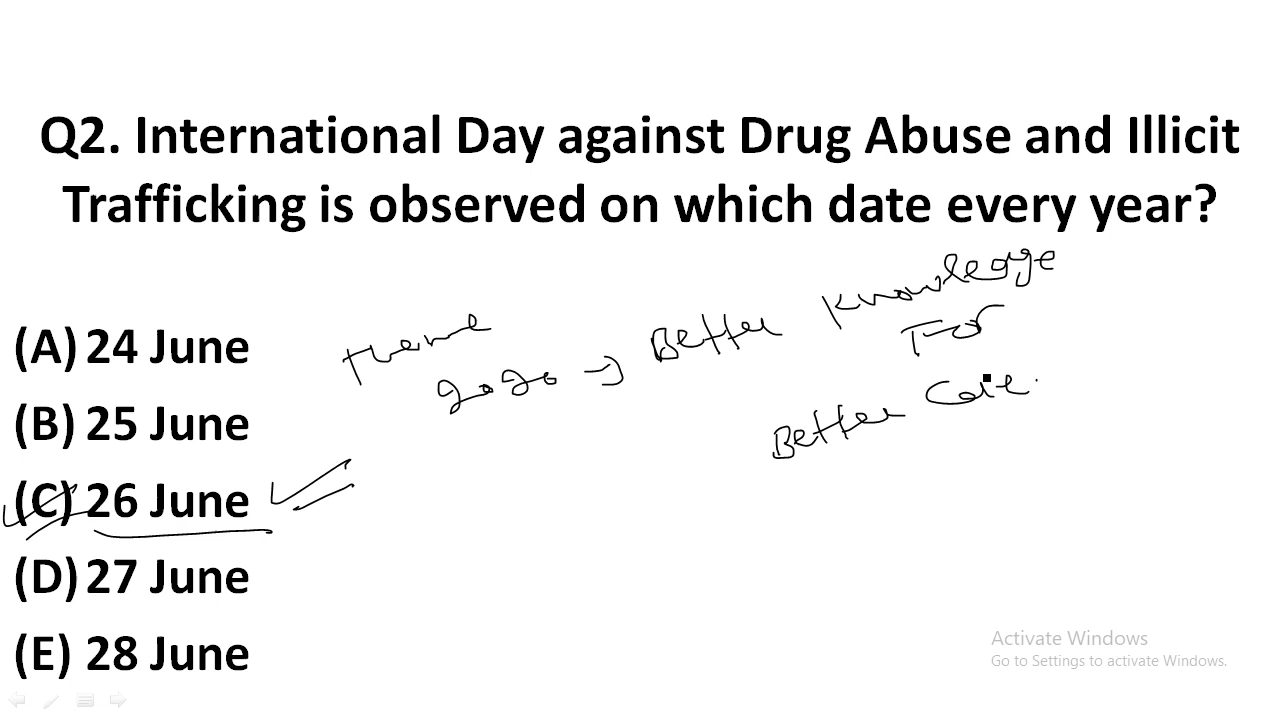 Q2. International Day against Drug Abuse and Illicit
Trafficking is observed on which date every year?
(A) 24 June
(B) 25 June
(C) 26 June
(D) 27 June
(E) 28 June
theme
2020 → Better Knowledge
For
Better Care.
Activate Windows
Go to Settings to activate Windows.